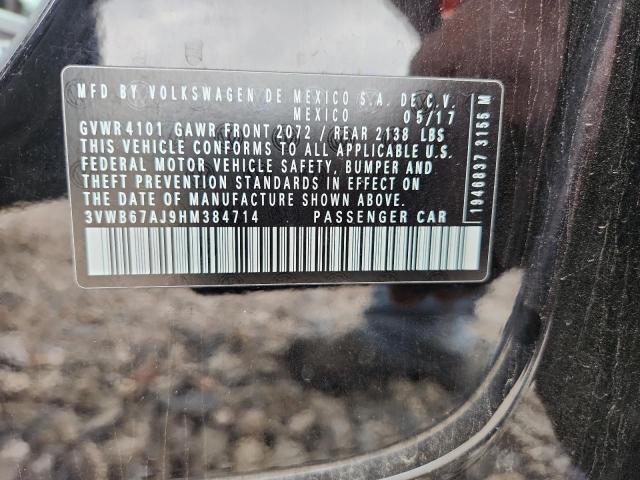 MFD BY VOLKSWAGEN DE MEXICO S.A. DE C.V.
MEXICO 05/17
GVWR 4101 GAWR FRONT 2072 / REAR 2138 LBS
THIS VEHICLE CONFORMS TO ALL APPLICABLE U.S.
FEDERAL MOTOR VEHICLE SAFETY, BUMPER AND
THEFT PREVENTION STANDARDS IN EFFECT ON
THE DATE OF MANUFACTURE SHOWN ABOVE.
3VWB67AJ9HM384714 PASSENGER CAR
1940837 3155 M